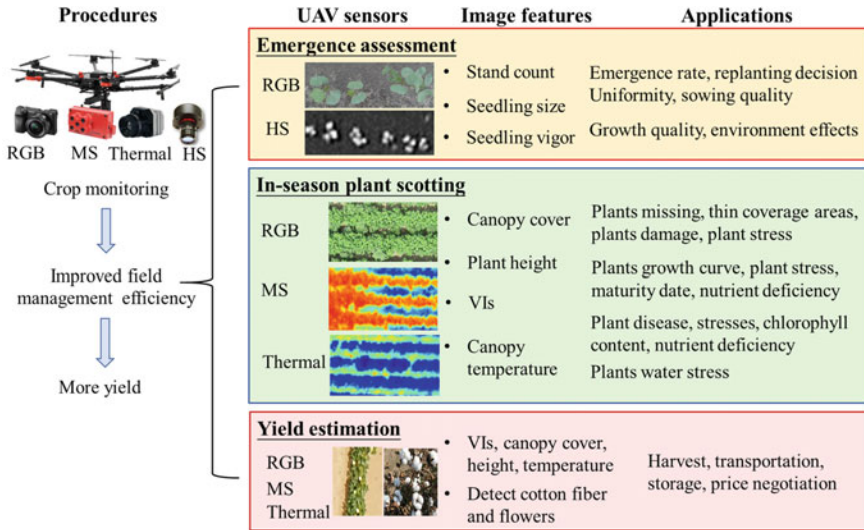 Procedures
UAV sensors
Image features
Applications
RGB
MS
Thermal
HS
Crop monitoring
Improved field
management efficiency
More yield
Emergence assessment
RGB
HS
• Stand count
• Seedling size
• Seedling vigor
Emergence rate, replanting decision
Uniformity, sowing quality
Growth quality, environment effects
In-season plant scotting
RGB
MS
Thermal
• Canopy cover
• Plant height
• VIs
• Canopy
temperature
Plants missing, thin coverage areas,
plants damage, plant stress
Plants growth curve, plant stress,
maturity date, nutrient deficiency
Plant disease, stresses, chlorophyll
content, nutrient deficiency
Plants water stress
Yield estimation
RGB
MS
Thermal
• VIs, canopy cover,
height, temperature
• Detect cotton fiber
and flowers
Harvest, transportation,
storage, price negotiation